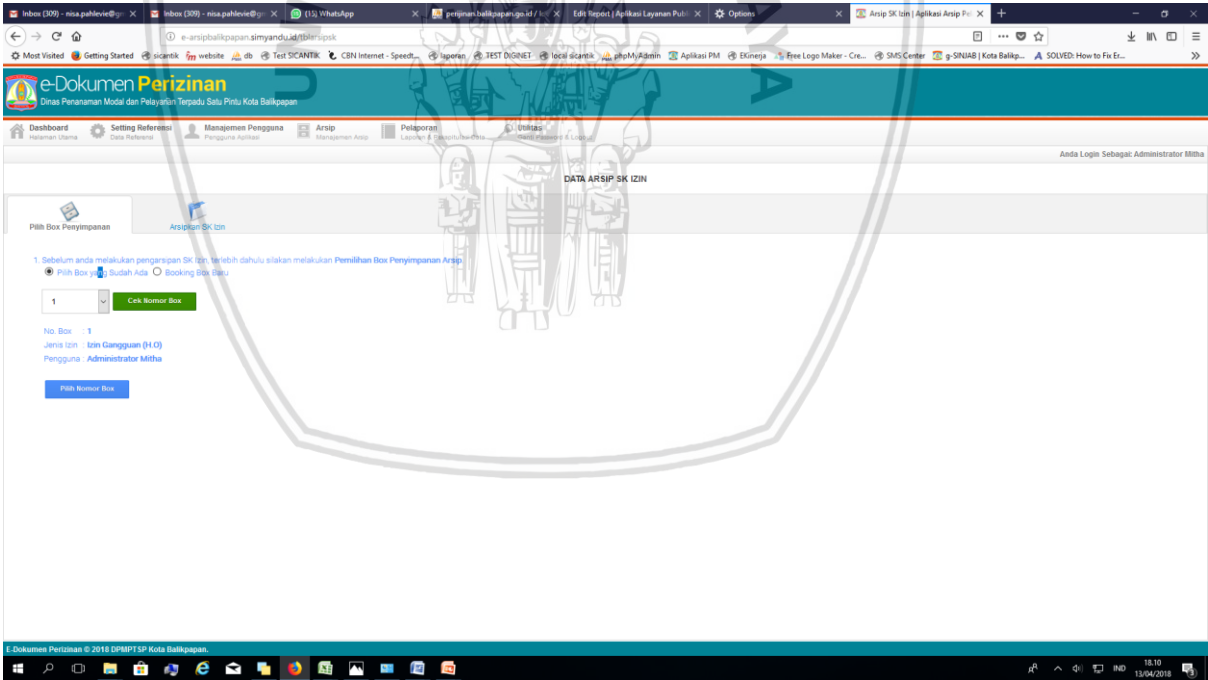 Inbox (309) - nisa.pahlevie@g Inbox (309) - nisa.pahlevie@g (15) WhatsApp perijinan.balikpapan.go.id / lo Edit Report | Aplikasi Layanan Publi Options Arsip SK Izin | Aplikasi Arsip Pe
e-arsipbalikpapan.simyandu.id/tblarsipsk
Most Visited Getting Started sicantik website db Test SICANTIK CBN Internet - Speedt... laporan TEST DIGINET local sicantik phpMyAdmin Aplikasi PM EKinerja Free Logo Maker - Cre... SMS Center g-SINJAB | Kota Balikp... SOLVED: How to Fix Er...
e-Dokumen Perizinan
Dinas Penanaman Modal dan Pelayanan Terpadu Satu Pintu Kota Balikpapan
Dashboard Setting Referensi Manajemen Pengguna Arsip Pelaporan Utilitas
Halaman Utama Data Referensi Pengguna Aplikasi Manajemen Arsip Laporan & Rekapitulasi Data Ganti Password & Logout
Anda Login Sebagai: Administrator Mitha
DATA ARSIP SK IZIN
Pilih Box Penyimpanan Arsipkan SK Izin
1. Sebelum anda melakukan pengarsipan SK Izin, terlebih dahulu silakan melakukan Pemilihan Box Penyimpanan Arsip.
Pilih Box yang Sudah Ada Booking Box Baru
1 Cek Nomor Box
No. Box : 1
Jenis Izin : Izin Gangguan (H.O)
Pengguna : Administrator Mitha
Pilih Nomor Box
E-Dokumen Perizinan © 2018 DPMPTSP Kota Balikpapan.
IND 18.10
13/04/2018